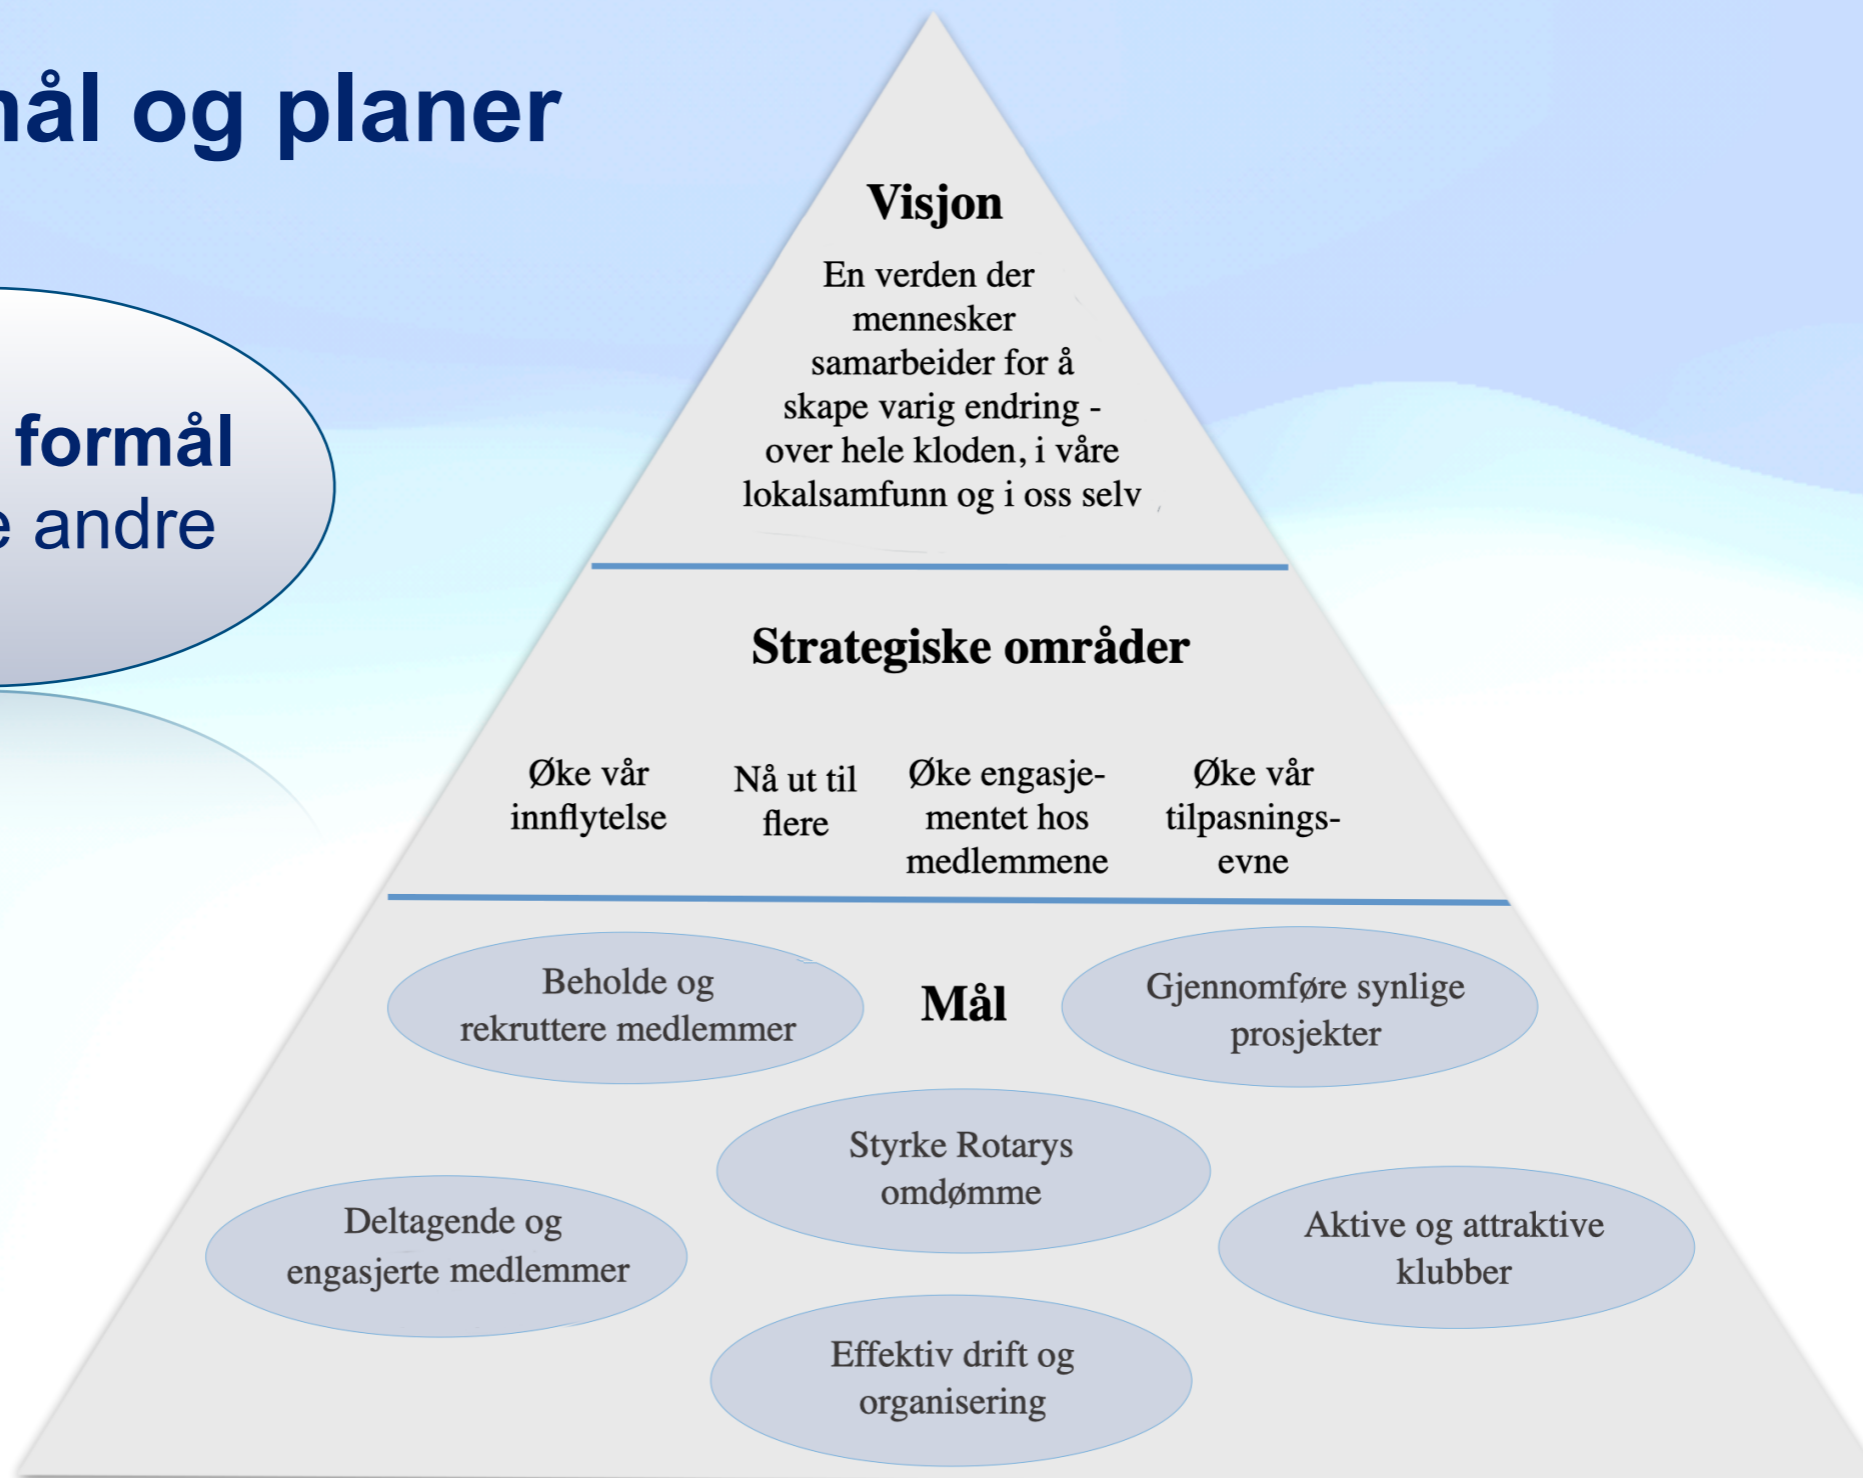 mål og planer
formål
e andre
Visjon
En verden der
mennesker
samarbeider for å
skape varig endring -
over hele kloden, i våre
lokalsamfunn og i oss selv
Strategiske områder
Øke vår
innflytelse
Nå ut til
flere
Øke engasje-
mentet hos
medlemmene
Øke vår
tilpasnings-
evne
Beholde og
rekruttere medlemmer
Mål
Gjennomføre synlige
prosjekter
Styrke Rotarys
omdømme
Deltagende og
engasjerte medlemmer
Aktive og attraktive
klubber
Effektiv drift og
organisering